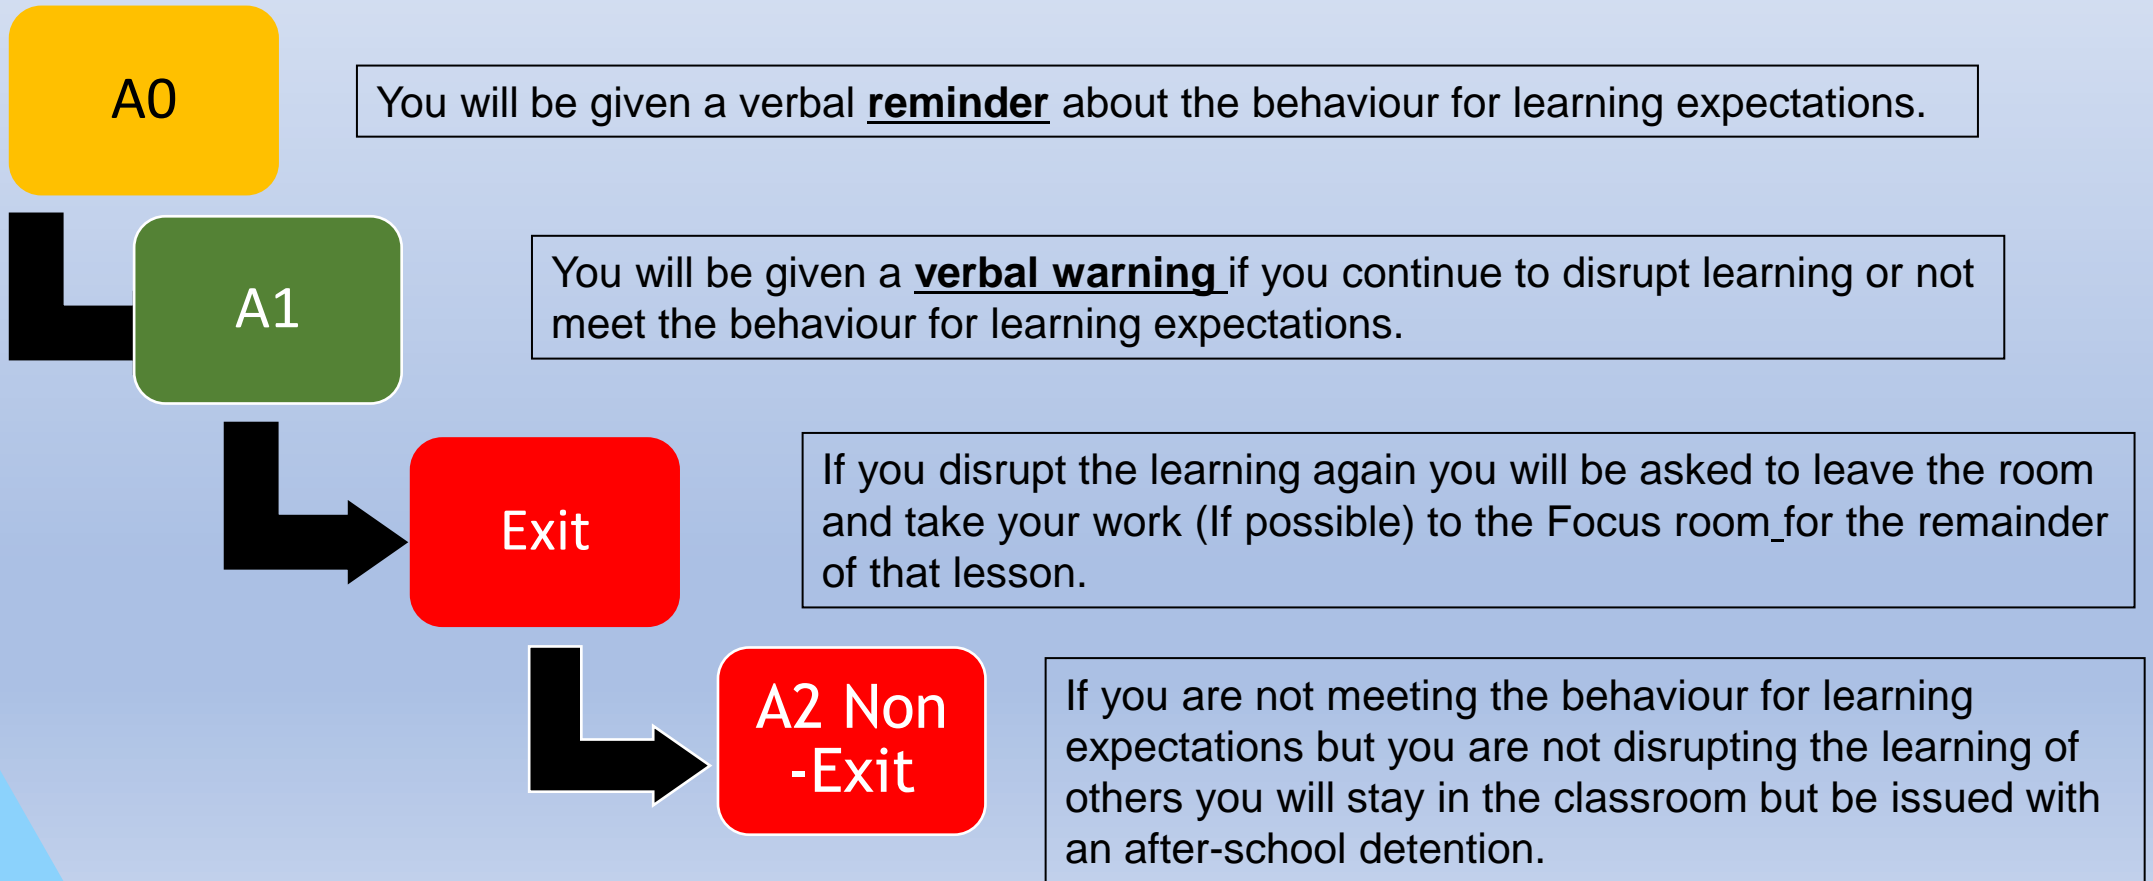 A0
You will be given a verbal reminder about the behaviour for learning expectations.
A1
You will be given a verbal warning if you continue to disrupt learning or not
meet the behaviour for learning expectations.
Exit
If you disrupt the learning again you will be asked to leave the room
and take your work (If possible) to the Focus room for the remainder
of that lesson.
A2 Non
-Exit
If you are not meeting the behaviour for learning
expectations but you are not disrupting the learning of
others you will stay in the classroom but be issued with
an after-school detention.